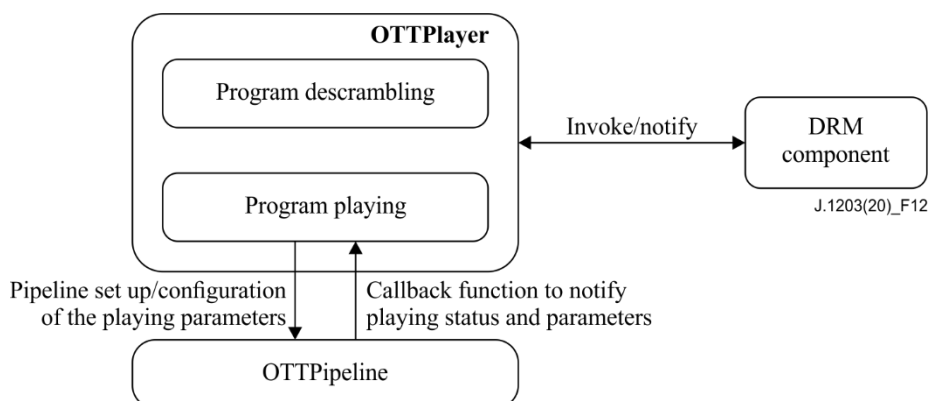 OTTPlayer
Program descrambling
Invoke/notify
DRM
component
J.1203(20)_F12
Program playing
Pipeline set up/configuration
of the playing parameters
Callback function to notify
playing status and parameters
OTTPipeline